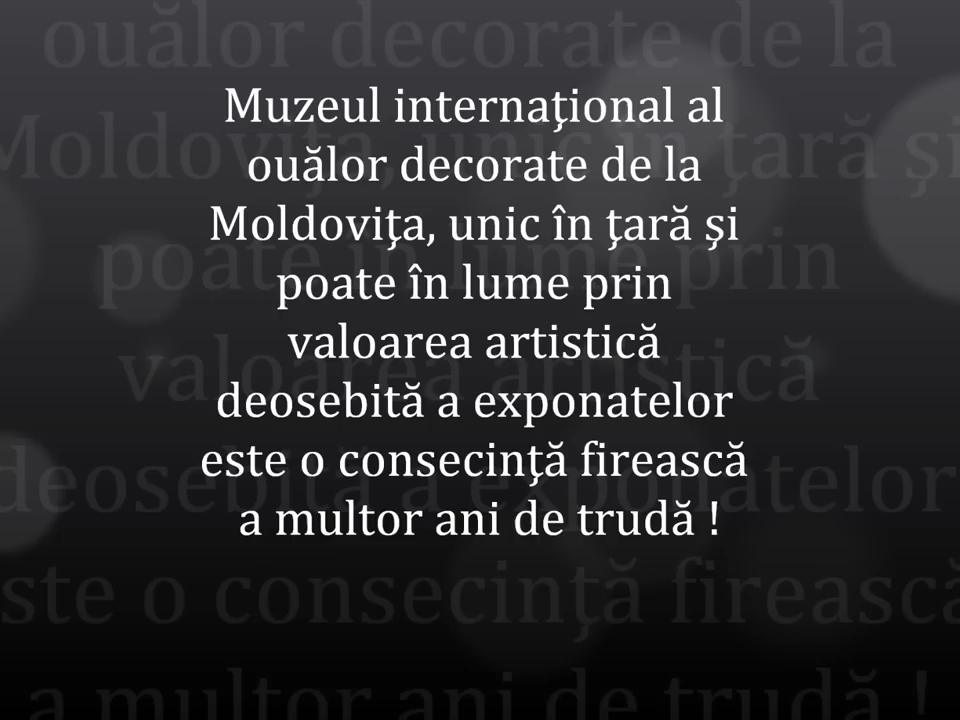 Muzeul internaţional al
ouălor decorate de la
Moldoviţa, unic în ţară şi
poate în lume prin
valoarea artistică
deosebită a exponatelor
este o consecinţă firească
a multor ani de trudă !